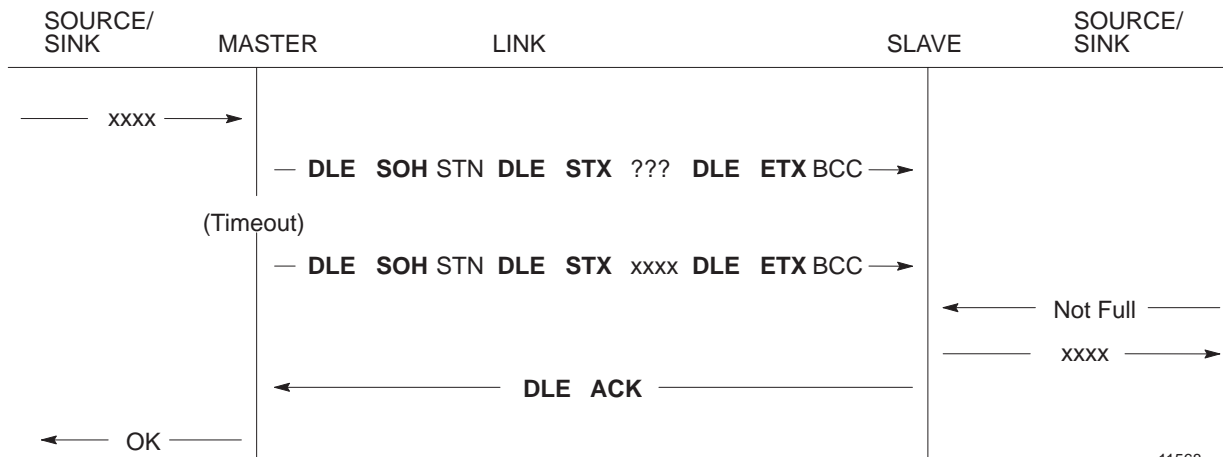 SOURCE/
SINK
MASTER
LINK
SLAVE
SOURCE/
SINK
xxxx
DLE SOH STN DLE STX ??? DLE ETX BCC
(Timeout)
DLE SOH STN DLE STX xxxx DLE ETX BCC
Not Full
xxxx
DLE ACK
OK